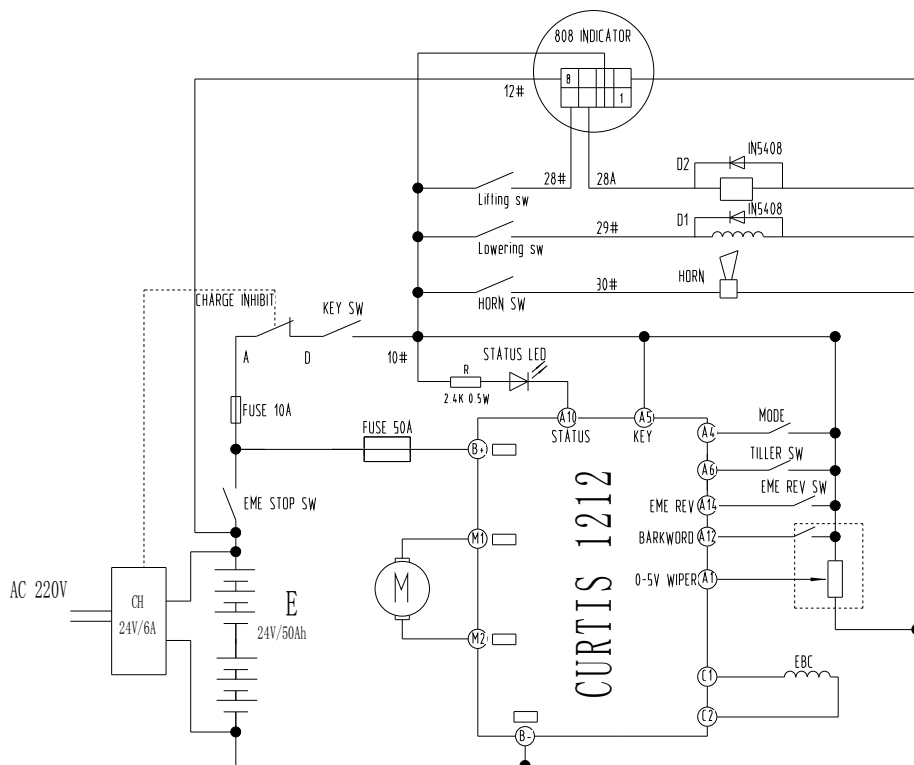 808 INDICATOR
8
1
12#
28#
28A
D2
IN5408
Lifting sw
D1
IN5408
29#
Lowering sw
30#
HORN
HORN SW
CHARGE INHIBIT
KEY SW
A
D
10#
STATUS LED
R
2.4K 0.5W
FUSE 10A
FUSE 50A
A10
STATUS
A5
KEY
A4
MODE
B+
A6
TILLER SW
EME STOP SW
EME REV
A14
EME REV SW
M1
BARKWORD
A12
CURTIS 1212
0-5V WIPER
A1
AC 220V
CH
24V/6A
E
24V/50Ah
M
M2
C1
EBC
C2
B-